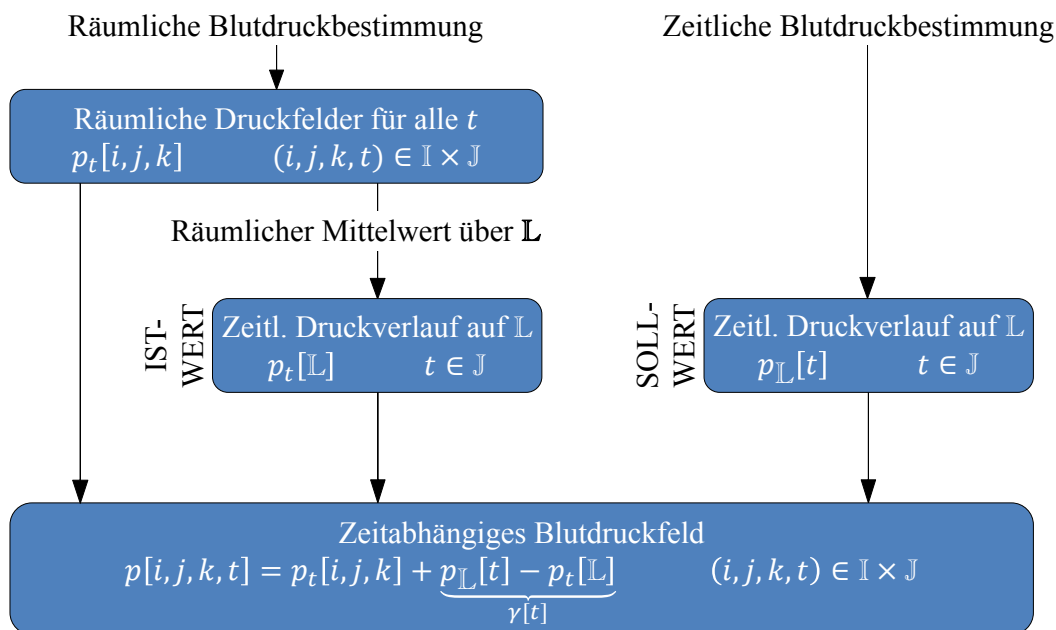 Räumliche Blutdruckbestimmung
Zeitliche Blutdruckbestimmung
Räumliche Druckfelder für alle t
p_t[i, j, k] (i, j, k, t) ∈ 𝕀 × 𝕁
Räumlicher Mittelwert über 𝕃
IST-
WERT
Zeitl. Druckverlauf auf 𝕃
p_t[𝕃] t ∈ 𝕁
SOLL-
WERT
Zeitl. Druckverlauf auf 𝕃
p_𝕃[t] t ∈ 𝕁
Zeitabhängiges Blutdruckfeld
p[i, j, k, t] = p_t[i, j, k] + p_𝕃[t] − p_t[𝕃] (i, j, k, t) ∈ 𝕀 × 𝕁
γ[t]